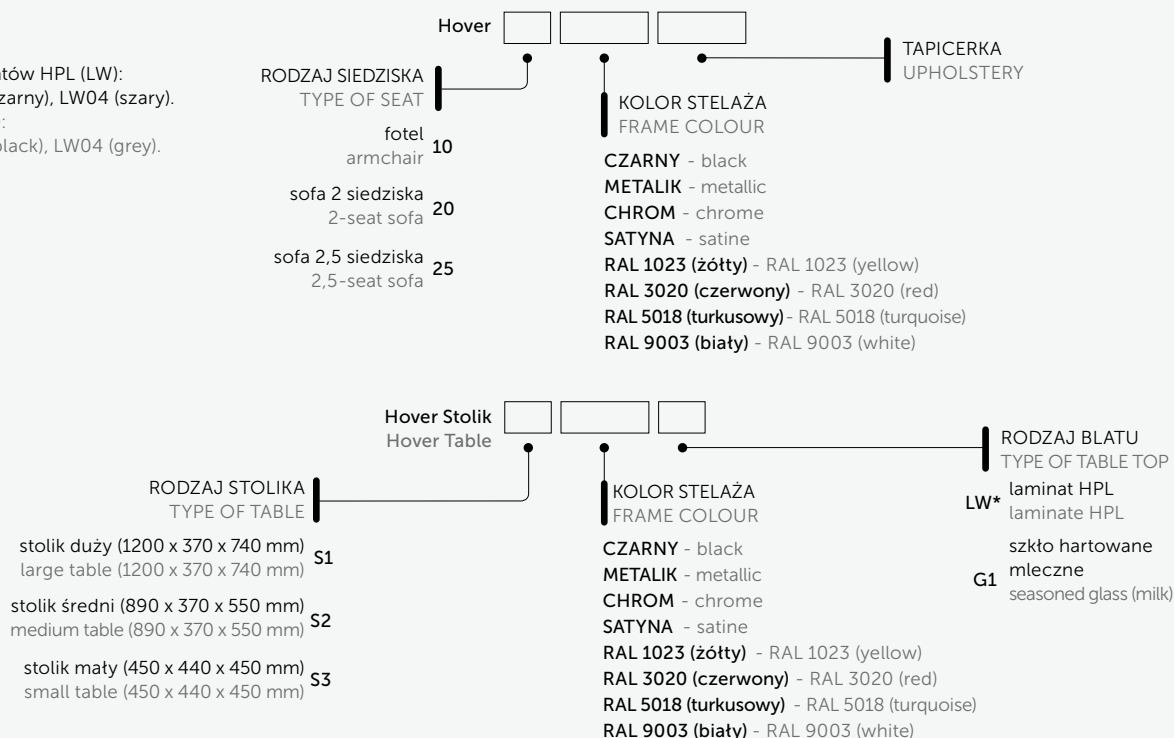 Hover
TAPICERKA
UPHOLSTERY
tów HPL (LW):
zarny), LW04 (szary).
:
lack), LW04 (grey).
RODZAJ SIEDZISKA
TYPE OF SEAT
fotel
armchair 10
sofa 2 siedziska
2-seat sofa 20
sofa 2,5 siedziska
2,5-seat sofa 25
KOLOR STELAŻA
FRAME COLOUR
CZARNY - black
METALIK - metallic
CHROM - chrome
SATYNA - satine
RAL 1023 (żółty) - RAL 1023 (yellow)
RAL 3020 (czerwony) - RAL 3020 (red)
RAL 5018 (turkusowy) - RAL 5018 (turquoise)
RAL 9003 (biały) - RAL 9003 (white)
Hover Stolik
Hover Table
RODZAJ STOLIKA
TYPE OF TABLE
stolik duży (1200 x 370 x 740 mm) S1
large table (1200 x 370 x 740 mm)
stolik średni (890 x 370 x 550 mm) S2
medium table (890 x 370 x 550 mm)
stolik mały (450 x 440 x 450 mm) S3
small table (450 x 440 x 450 mm)
KOLOR STELAŻA
FRAME COLOUR
CZARNY - black
METALIK - metallic
CHROM - chrome
SATYNA - satine
RAL 1023 (żółty) - RAL 1023 (yellow)
RAL 3020 (czerwony) - RAL 3020 (red)
RAL 5018 (turkusowy) - RAL 5018 (turquoise)
RAL 9003 (biały) - RAL 9003 (white)
RODZAJ BLATU
TYPE OF TABLE TOP
LW* laminat HPL
laminate HPL
szkło hartowane
G1 mleczne
seasoned glass (milk)